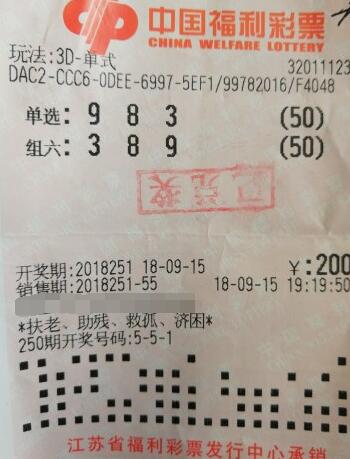 中国福利彩票
CHINA WELFARE LOTTERY
玩法:3D-单式 32011123
DAC2-CCC6-0DEE-6997-5EF1/99782016/F4048
单选: 9 8 3 (50)
组六: 3 8 9 (50)
已兑奖
开奖期:2018251 18-09-15 ¥:200
销售期:2018251-55 18-09-15 19:19:50
*扶老、助残、救孤、济困*
250期开奖号码:5-5-1
江苏省福利彩票发行中心承销